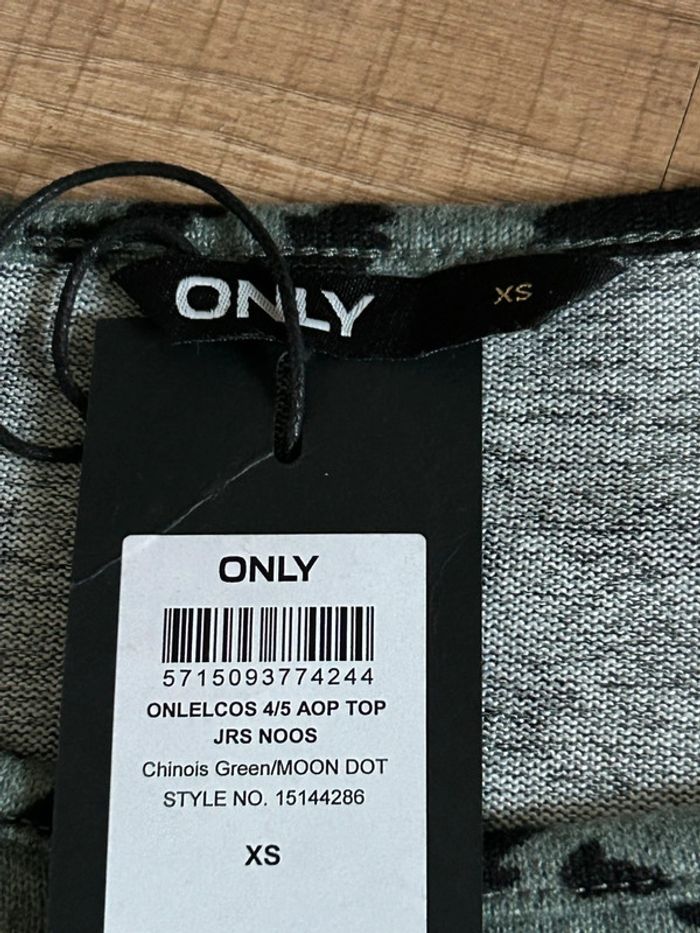 ONLY XS
ONLY
5715093774244
ONLELCOS 4/5 AOP TOP
JRS NOOS
Chinois Green/MOON DOT
STYLE NO. 15144286
XS